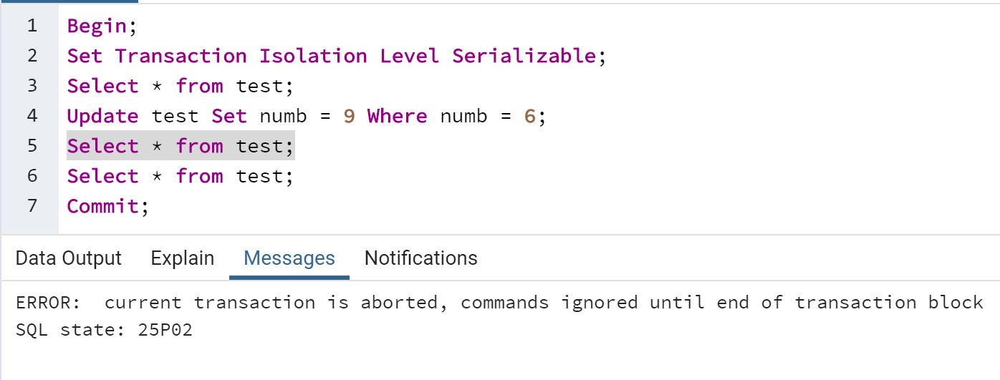 1 Begin;
2 Set Transaction Isolation Level Serializable;
3 Select * from test;
4 Update test Set numb = 9 Where numb = 6;
5 Select * from test;
6 Select * from test;
7 Commit;
Data Output Explain Messages Notifications
ERROR:  current transaction is aborted, commands ignored until end of transaction block
SQL state: 25P02